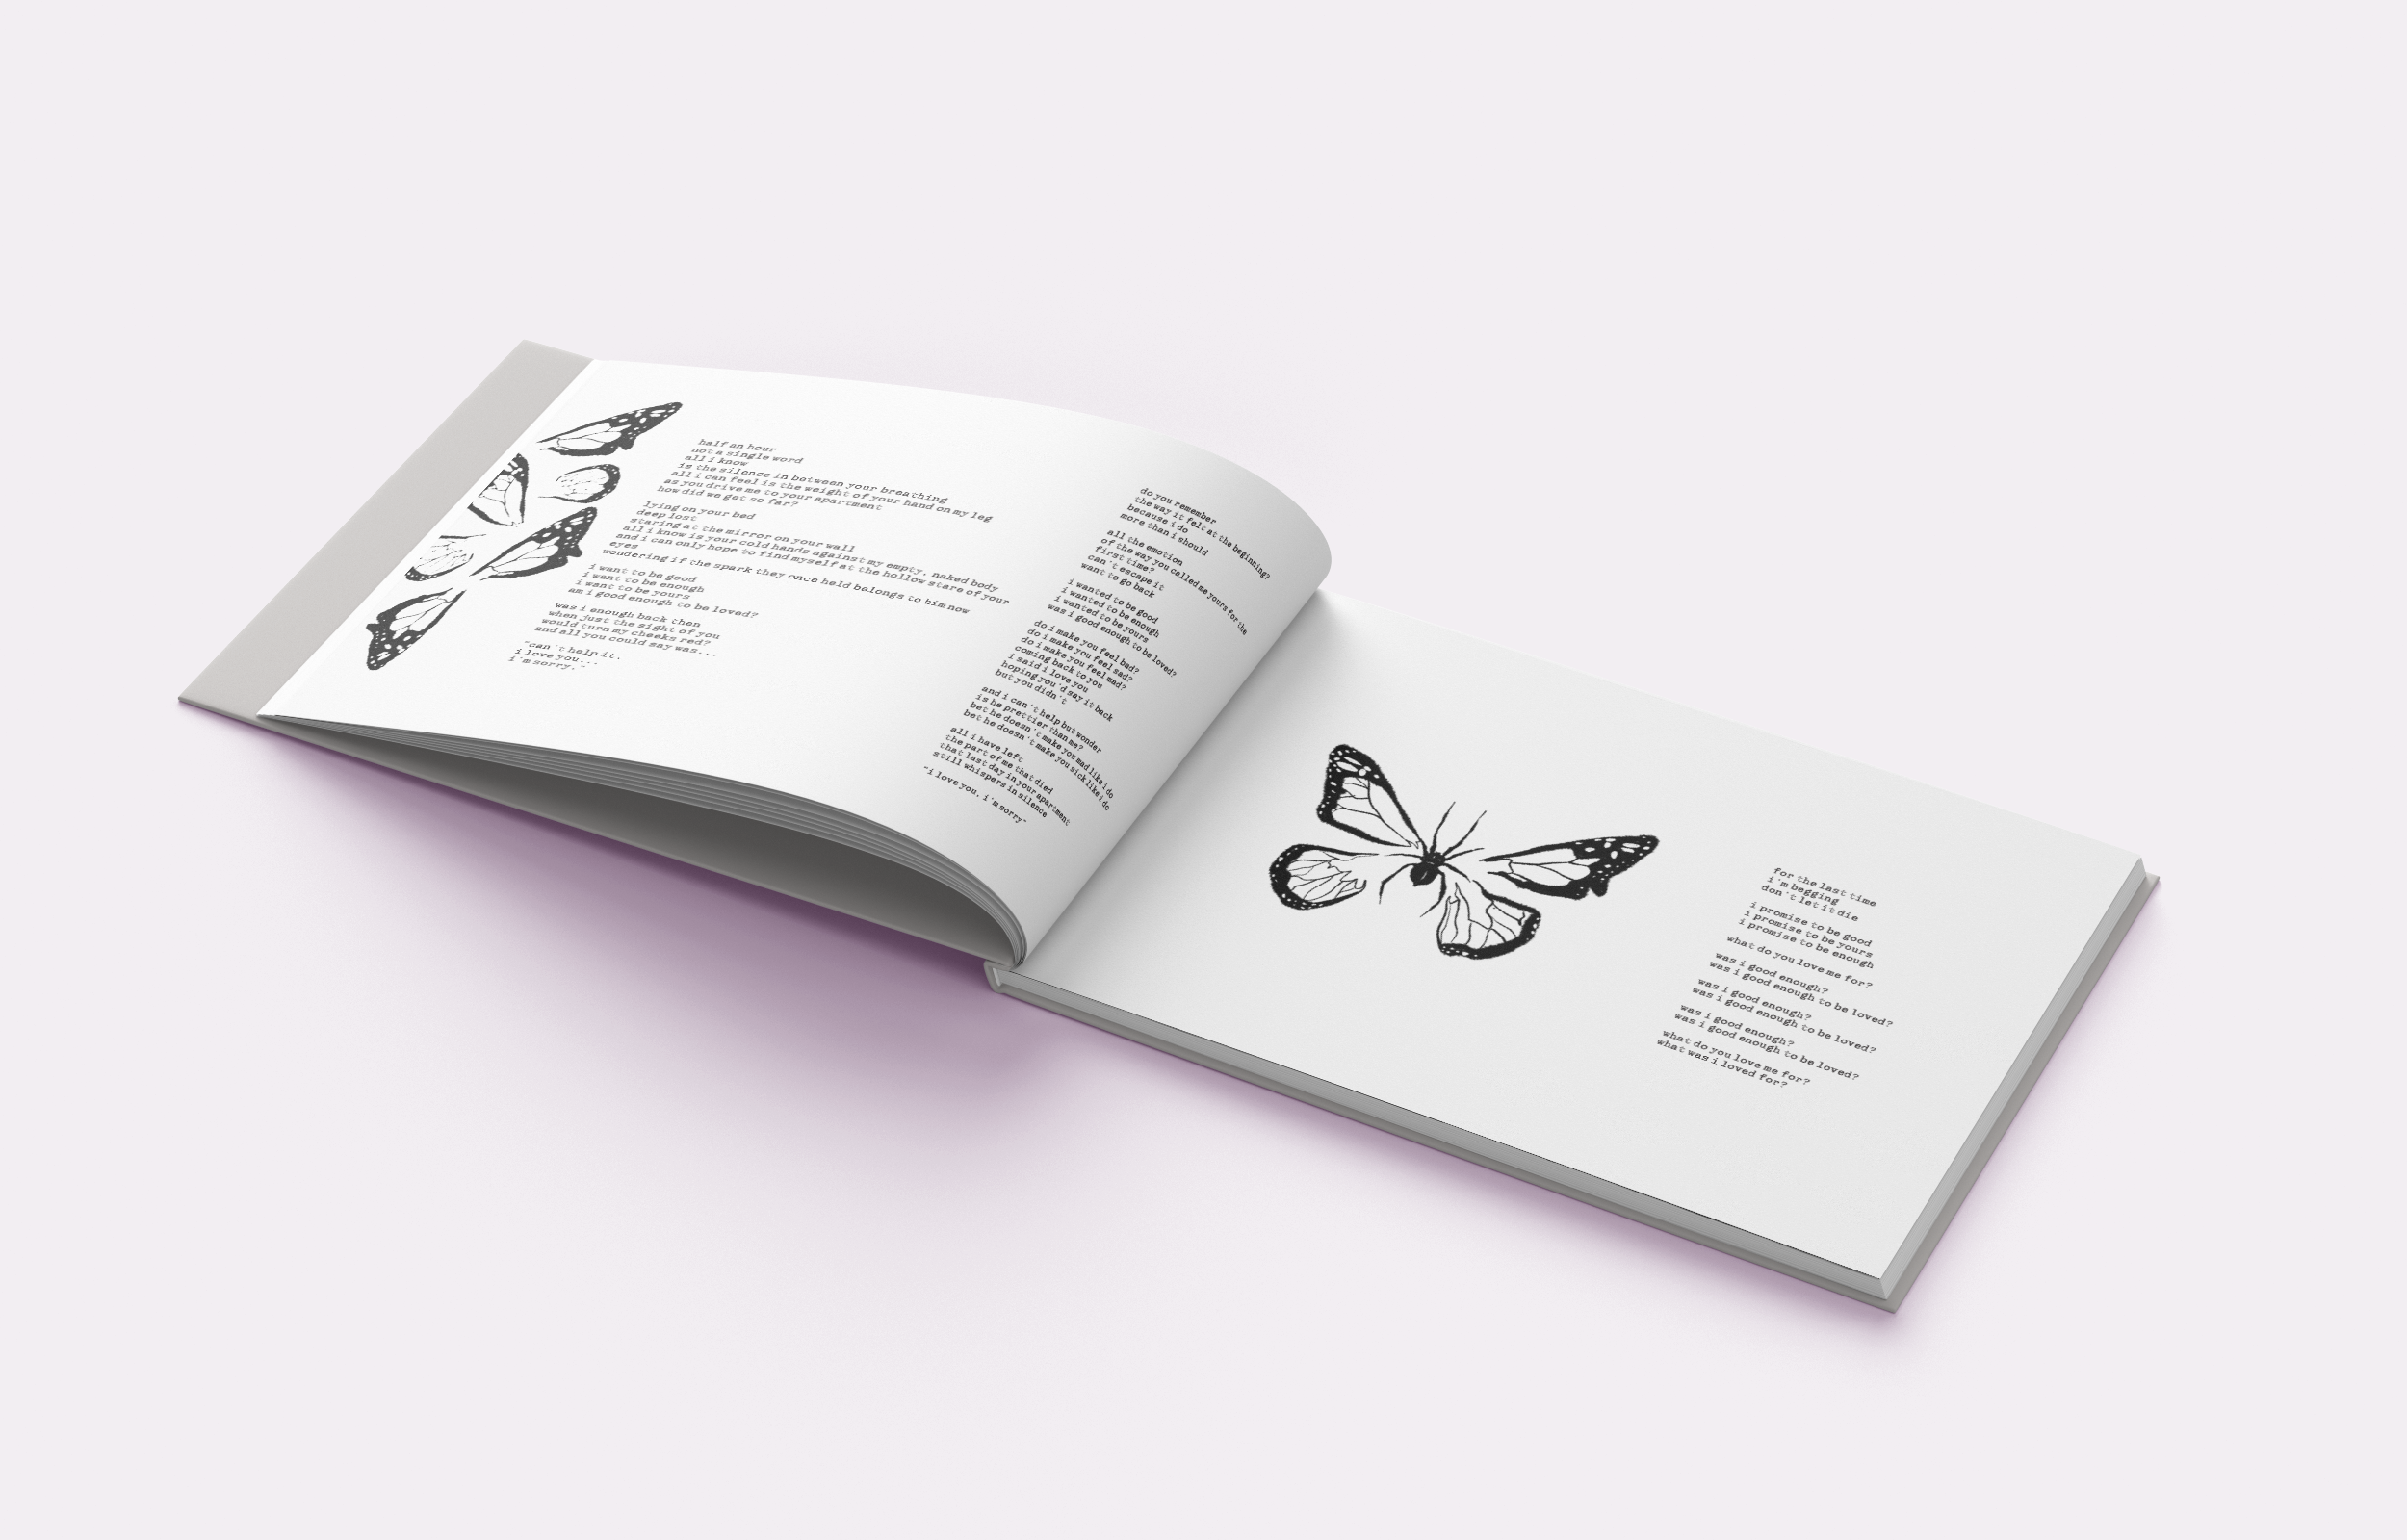 half an hour
not a single word
all i know
is the silence in between your breathing
all i can feel is the weight of your hand on my leg
as you drive me to your apartment
how did we get so far?
lying on your bed
deep lost
staring at the mirror on your wall
all i know is your cold hands against my empty, naked body
and i can only hope to find myself at the hollow stare of your
eyes
wondering if the spark they once held belongs to him now
i want to be good
i want to be enough
i want to be yours
am i good enough to be loved?
was i enough back then
when just the sight of you
would turn my cheeks red?
and all you could say was...
"can't help it.
i love you...
i'm sorry."
do you remember
the way it felt at the beginning?
because i do
more than i should
all the emotion
of the way you called me yours for the
first time?
can't escape it
want to go back
i wanted to be good
i wanted to be enough
i wanted to be yours
was i good enough to be loved?
do i make you feel bad?
do i make you feel sad?
do i make you feel mad?
coming back to you
i said i love you
hoping you'd say it back
but you didn't
and i can't help but wonder
is he prettier than me?
bet he doesn't make you mad like i do
bet he doesn't make you sick like i do
all i have left
the part of me that died
that last day in your apartment
still whispers in silence
"i love you, i'm sorry"
for the last time
i'm begging
don't let it die
i promise to be good
i promise to be yours
i promise to be enough
what do you love me for?
was i good enough?
was i good enough to be loved?
was i good enough?
was i good enough to be loved?
was i good enough?
was i good enough to be loved?
what do you love me for?
what was i loved for?